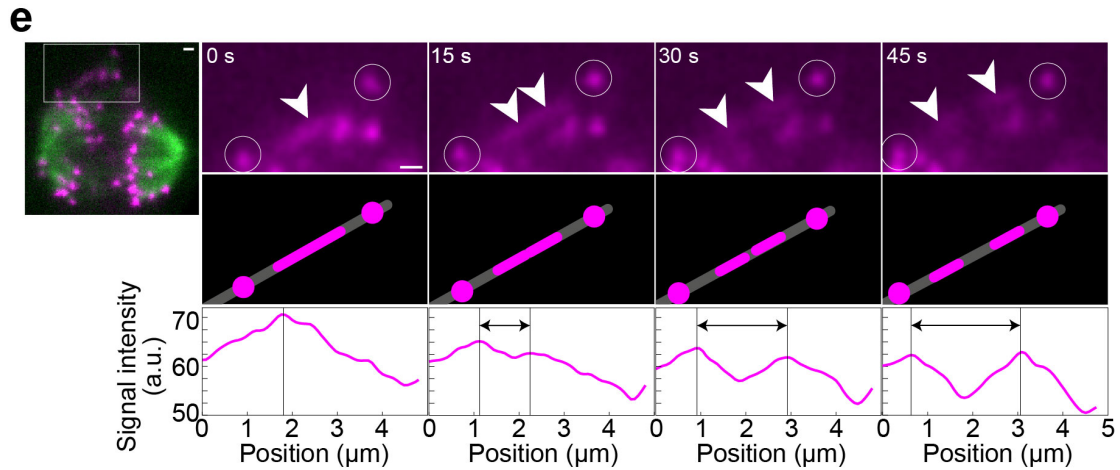 e
0 s 15 s 30 s 45 s
Signal intensity
(a.u.)
70
60
50
0 1 2 3 4 0 1 2 3 4 0 1 2 3 4 0 1 2 3 4 5
Position (µm) Position (µm) Position (µm) Position (µm)